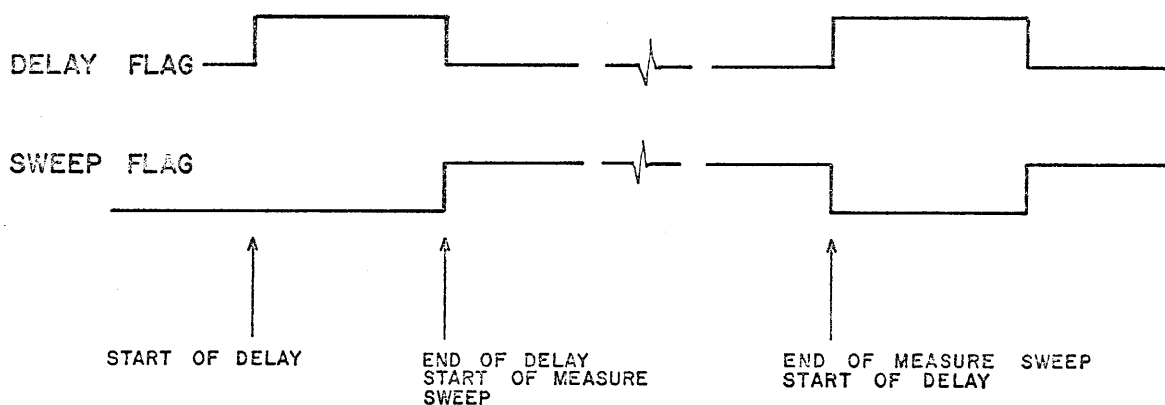 DELAY FLAG
SWEEP FLAG
START OF DELAY
END OF DELAY
START OF MEASURE
SWEEP
END OF MEASURE SWEEP
START OF DELAY